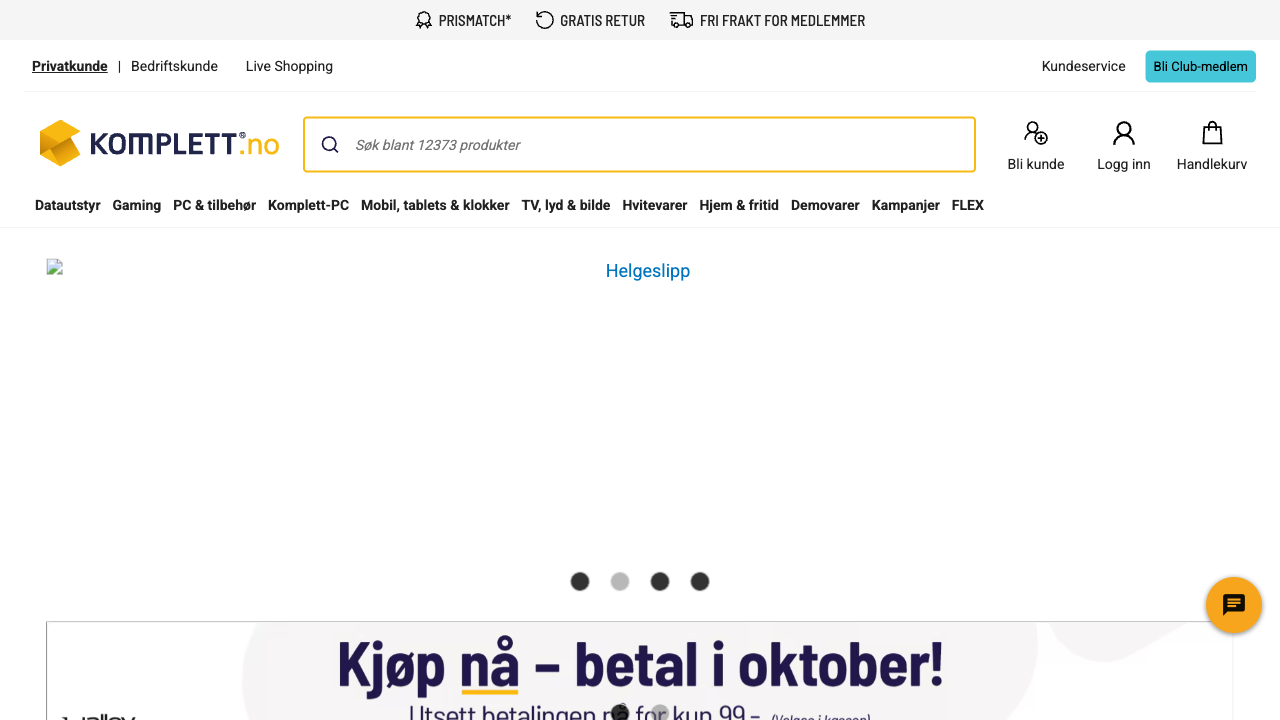 PRISMATCH* GRATIS RETUR FRI FRAKT FOR MEDLEMMER
Privatkunde | Bedriftskunde Live Shopping Kundeservice Bli Club-medlem
KOMPLETT®.no Søk blant 12373 produkter Bli kunde Logg inn Handlekurv
Datautstyr Gaming PC & tilbehør Komplett-PC Mobil, tablets & klokker TV, lyd & bilde Hvitevarer Hjem & fritid Demovarer Kampanjer FLEX
Helgeslipp
Kjøp nå – betal i oktober!
Utsett betalingen nå for kun 99,– (Velges i kassen)